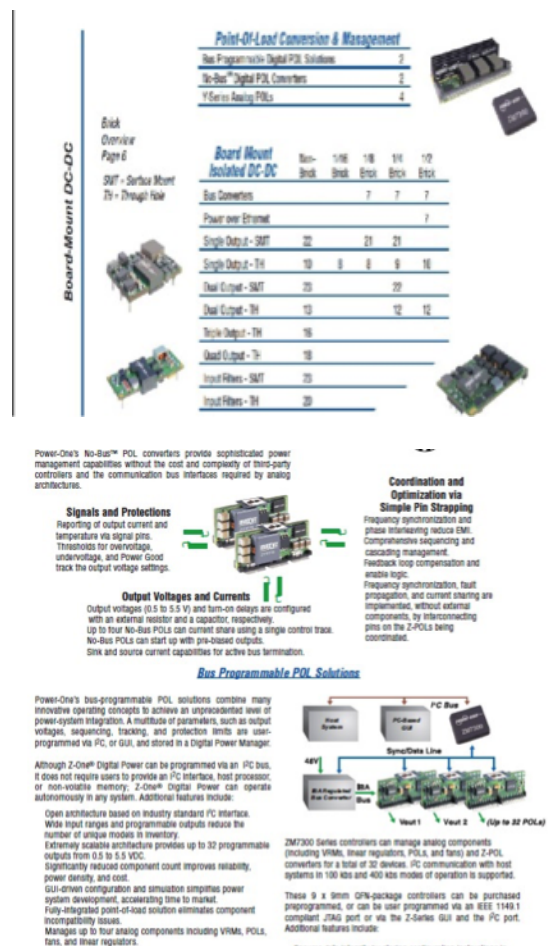 Point-Of-Load Conversion & Management
Bus Programmable Digital POL Solutions 2
No-Bus™ Digital POL Converters 2
Y-Series Analog POLs 4
Board-Mount DC-DC
Brick
Overview
Page 6
SMT = Surface Mount
TH = Through Hole
Board Mount
Isolated DC-DC
Non-Brick 1/16 Brick 1/8 Brick 1/4 Brick 1/2 Brick
Bus Converters 7 7 7
Power over Ethernet 7
Single Output - SMT 22 21 21
Single Output - TH 8 8 9
Dual Output - SMT 23 22
Dual Output - TH 13 12 12
Triple Output - TH
Quad Output - TH 18
Input Filters - SMT 23
Input Filters - TH 20
Power-One's No-Bus™ POL converters provide sophisticated power
management capabilities without the cost and complexity of third-party
controllers and the communication bus interfaces required by analog
architectures.
Signals and Protections
Reporting of output current and
temperature via signal pins.
Thresholds for overvoltage,
undervoltage, and Power Good
track the output voltage settings.
Coordination and
Optimization via
Simple Pin Strapping
Frequency synchronization and
phase interleaving reduce EMI.
Comprehensive sequencing and
cascading management.
Feedback loop compensation and
enable logic.
Frequency synchronization, fault
propagation, and current sharing are
implemented, without external
components, by interconnecting
pins on the Z-POLs being
coordinated.
Output Voltages and Currents
Output voltages (0.5 to 5.5 V) and turn-on delays are configured
with an external resistor and a capacitor, respectively.
Up to four No-Bus POLs can current share using a single control trace.
No-Bus POLs can start up with pre-biased outputs.
Sink and source current capabilities for active bus termination.
Bus Programmable POL Solutions
Power-One's bus-programmable POL solutions combine many
innovative operating concepts to achieve an unprecedented level of
power-system integration. A multitude of parameters, such as output
voltages, sequencing, tracking, and protection limits are user-
programmed via I²C, or GUI, and stored in a Digital Power Manager.
Although Z-One® Digital Power can be programmed via an I²C bus,
it does not require users to provide an I²C interface, host processor,
or non-volatile memory; Z-One® Digital Power can operate
autonomously in any system. Additional features include:
Open architecture based on industry standard I²C interface.
Wide input ranges and programmable outputs reduce the
number of unique models in inventory.
Extremely scalable architecture provides up to 32 programmable
outputs from 0.5 to 5.5 VDC.
Significantly reduced component count improves reliability,
power density, and cost.
GUI-driven configuration and simulation simplifies power
system development, accelerating time to market.
Fully-integrated point-of-load solution eliminates component
incompatibility issues.
Manages up to four analog components including VRMs, POLs,
fans, and linear regulators.
I²C Bus
Host
System
PC-Based
GUI
Sync/Data Line
48V
Bus Converter
IBA
Bus
Vout 1 Vout 2 (Up to 32 POLs)
ZM7300 Series controllers can manage analog components
(including VRMs, linear regulators, POLs, and fans) and Z-POL
converters for a total of 32 devices. I²C communication with host
systems in 100 kbs and 400 kbs modes of operation is supported.
These 9 x 9mm QFN-package controllers can be purchased
preprogrammed, or can be user programmed via an IEEE 1149.1
compliant JTAG port or via the Z-Series GUI and the I²C port.
Additional features include: